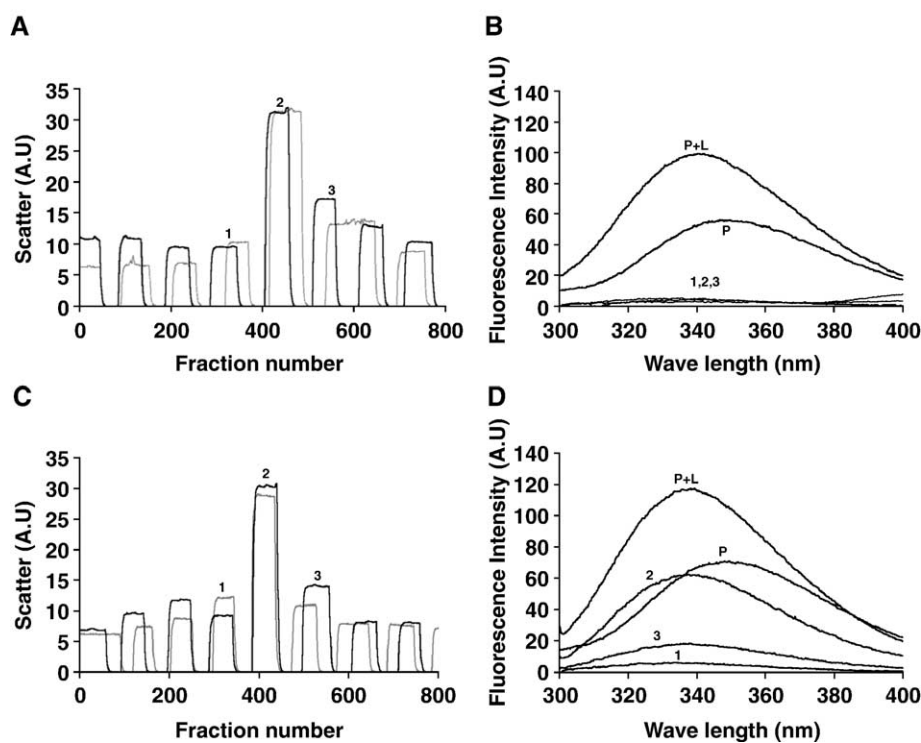 A
Scatter (A.U)
35
30
25
20
15
10
5
0
1
2
3
0 200 400 600 800
Fraction number
B
Fluorescence Intensity (A.U)
140
120
100
80
60
40
20
0
P+L
P
1,2,3
300 320 340 360 380 400
Wave length (nm)
C
Scatter (A.U)
35
30
25
20
15
10
5
0
1
2
3
0 200 400 600 800
Fraction number
D
Fluorescence Intensity (A.U)
140
120
100
80
60
40
20
0
P+L
P
2
3
1
300 320 340 360 380 400
Wave length (nm)